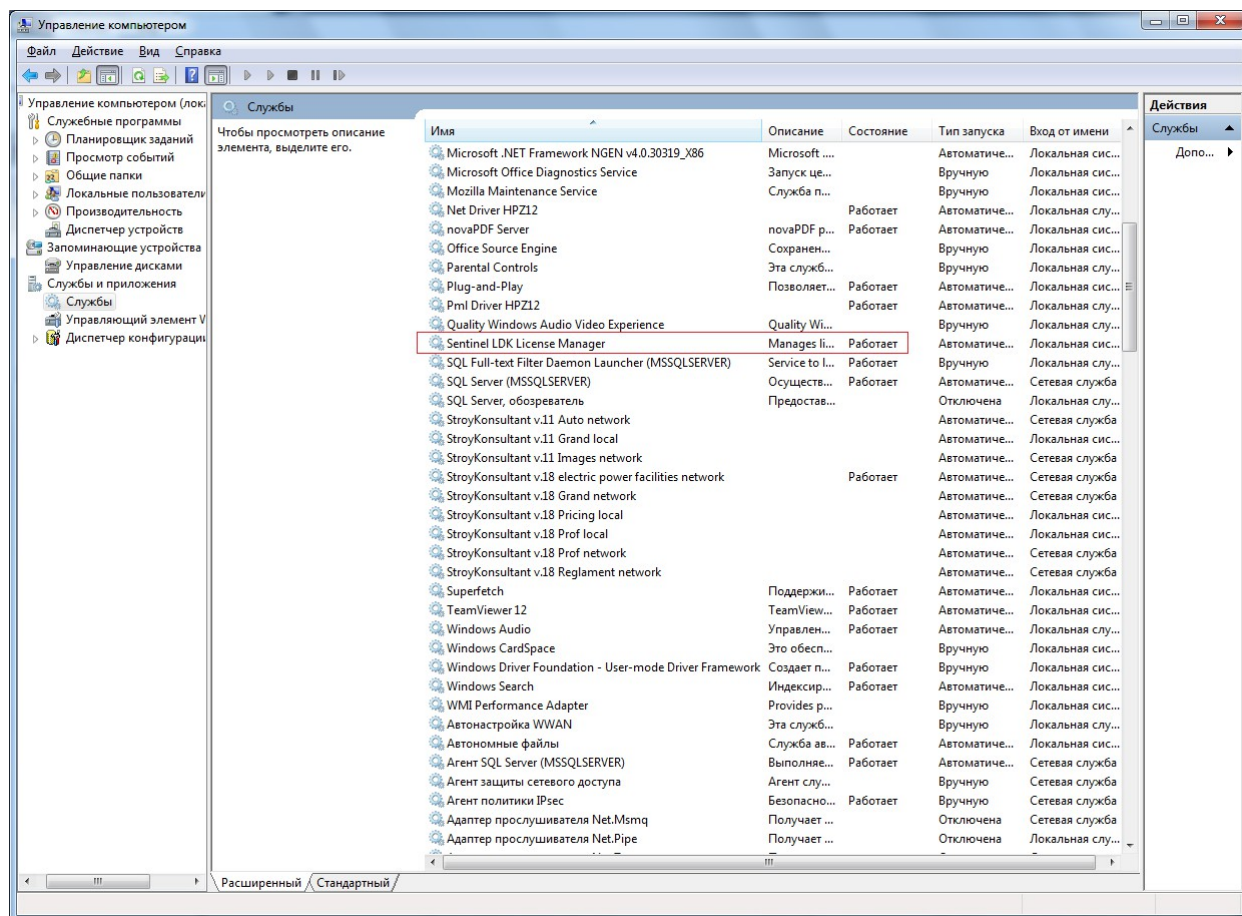 Управление компьютером
Файл Действие Вид Справка
Управление компьютером (лока
Служебные программы
Планировщик заданий
Просмотр событий
Общие папки
Локальные пользователи
Производительность
Диспетчер устройств
Запоминающие устройства
Управление дисками
Службы и приложения
Службы
Управляющий элемент
Диспетчер конфигурации
Службы
Чтобы просмотреть описание
элемента, выделите его.
Имя Описание Состояние Тип запуска Вход от имени
Microsoft .NET Framework NGEN v4.0.30319_X86 Microsoft .... Автоматиче... Локальная сис...
Microsoft Office Diagnostics Service Запуск це... Вручную Локальная сис...
Mozilla Maintenance Service Служба п... Вручную Локальная сис...
Net Driver HPZ12 Работает Автоматиче... Локальная слу...
novaPDF Server novaPDF p... Работает Автоматиче... Локальная сис...
Office Source Engine Сохранен... Вручную Локальная сис...
Parental Controls Эта служб... Вручную Локальная слу...
Plug-and-Play Позволяет... Работает Автоматиче... Локальная сис...
Pml Driver HPZ12 Работает Автоматиче... Локальная слу...
Quality Windows Audio Video Experience Quality Wi... Вручную Локальная слу...
Sentinel LDK License Manager Manages li... Работает Автоматиче... Локальная сис...
SQL Full-text Filter Daemon Launcher (MSSQLSERVER) Service to l... Работает Вручную Локальная слу...
SQL Server (MSSQLSERVER) Осуществ... Работает Автоматиче... Сетевая служба
SQL Server, обозреватель Предостав... Отключена Локальная слу...
StroyKonsultant v.11 Auto network Автоматиче... Сетевая служба
StroyKonsultant v.11 Grand local Автоматиче... Локальная сис...
StroyKonsultant v.11 Images network Автоматиче... Сетевая служба
StroyKonsultant v.18 electric power facilities network Работает Автоматиче... Сетевая служба
StroyKonsultant v.18 Grand network Автоматиче... Сетевая служба
StroyKonsultant v.18 Pricing local Автоматиче... Локальная сис...
StroyKonsultant v.18 Prof local Автоматиче... Локальная сис...
StroyKonsultant v.18 Prof network Автоматиче... Сетевая служба
StroyKonsultant v.18 Reglament network Автоматиче... Сетевая служба
Superfetch Поддержи... Работает Автоматиче... Локальная сис...
TeamViewer 12 TeamView... Работает Автоматиче... Локальная сис...
Windows Audio Управлен... Работает Автоматиче... Локальная слу...
Windows CardSpace Это обесп... Вручную Локальная сис...
Windows Driver Foundation - User-mode Driver Framework Создает п... Работает Вручную Локальная сис...
Windows Search Индексир... Работает Автоматиче... Локальная сис...
WMI Performance Adapter Provides p... Вручную Локальная сис...
Автонастройка WWAN Эта служб... Вручную Локальная слу...
Автономные файлы Служба ав... Работает Автоматиче... Локальная сис...
Агент SQL Server (MSSQLSERVER) Выполняе... Работает Автоматиче... Сетевая служба
Агент защиты сетевого доступа Агент слу... Вручную Сетевая служба
Агент политики IPsec Безопасно... Работает Вручную Сетевая служба
Адаптер прослушивателя Net.Msmq Получает ... Отключена Сетевая служба
Адаптер прослушивателя Net.Pipe Получает ... Отключена Локальная слу...
Расширенный Стандартный
Действия
Службы
Допо...